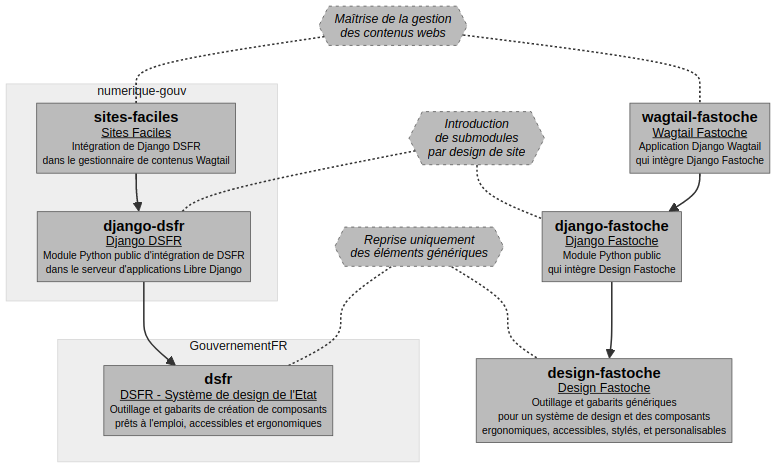 Maîtrise de la gestion
des contenus webs
numerique-gouv
sites-faciles
Sites Faciles
Intégration de Django DSFR
dans le gestionnaire de contenus Wagtail
Introduction
de submodules
par design de site
wagtail-fastoche
Wagtail Fastoche
Application Django Wagtail
qui intègre Django Fastoche
django-dsfr
Django DSFR
Module Python public d'intégration de DSFR
dans le serveur d'applications Libre Django
Reprise uniquement
des éléments génériques
django-fastoche
Django Fastoche
Module Python public
qui intègre Design Fastoche
GouvernementFR
dsfr
DSFR - Système de design de l'Etat
Outillage et gabarits de création de composants
prêts à l'emploi, accessibles et ergonomiques
design-fastoche
Design Fastoche
Outillage et gabarits génériques
pour un système de design et des composants
ergonomiques, accessibles, stylés, et personalisables